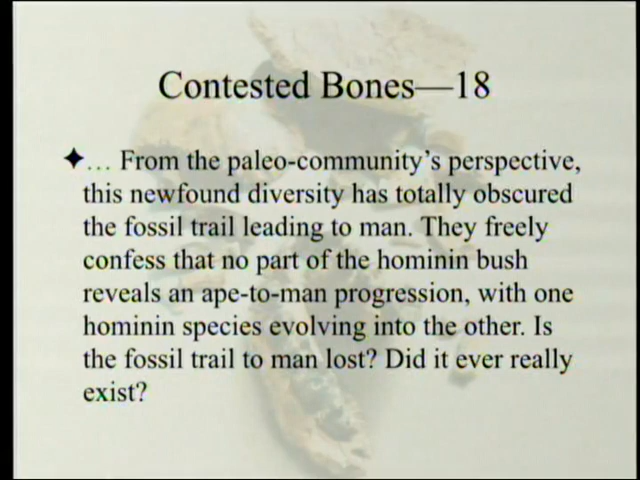 Contested Bones—18
✦… From the paleo-community's perspective,
this newfound diversity has totally obscured
the fossil trail leading to man. They freely
confess that no part of the hominin bush
reveals an ape-to-man progression, with one
hominin species evolving into the other. Is
the fossil trail to man lost? Did it ever really
exist?